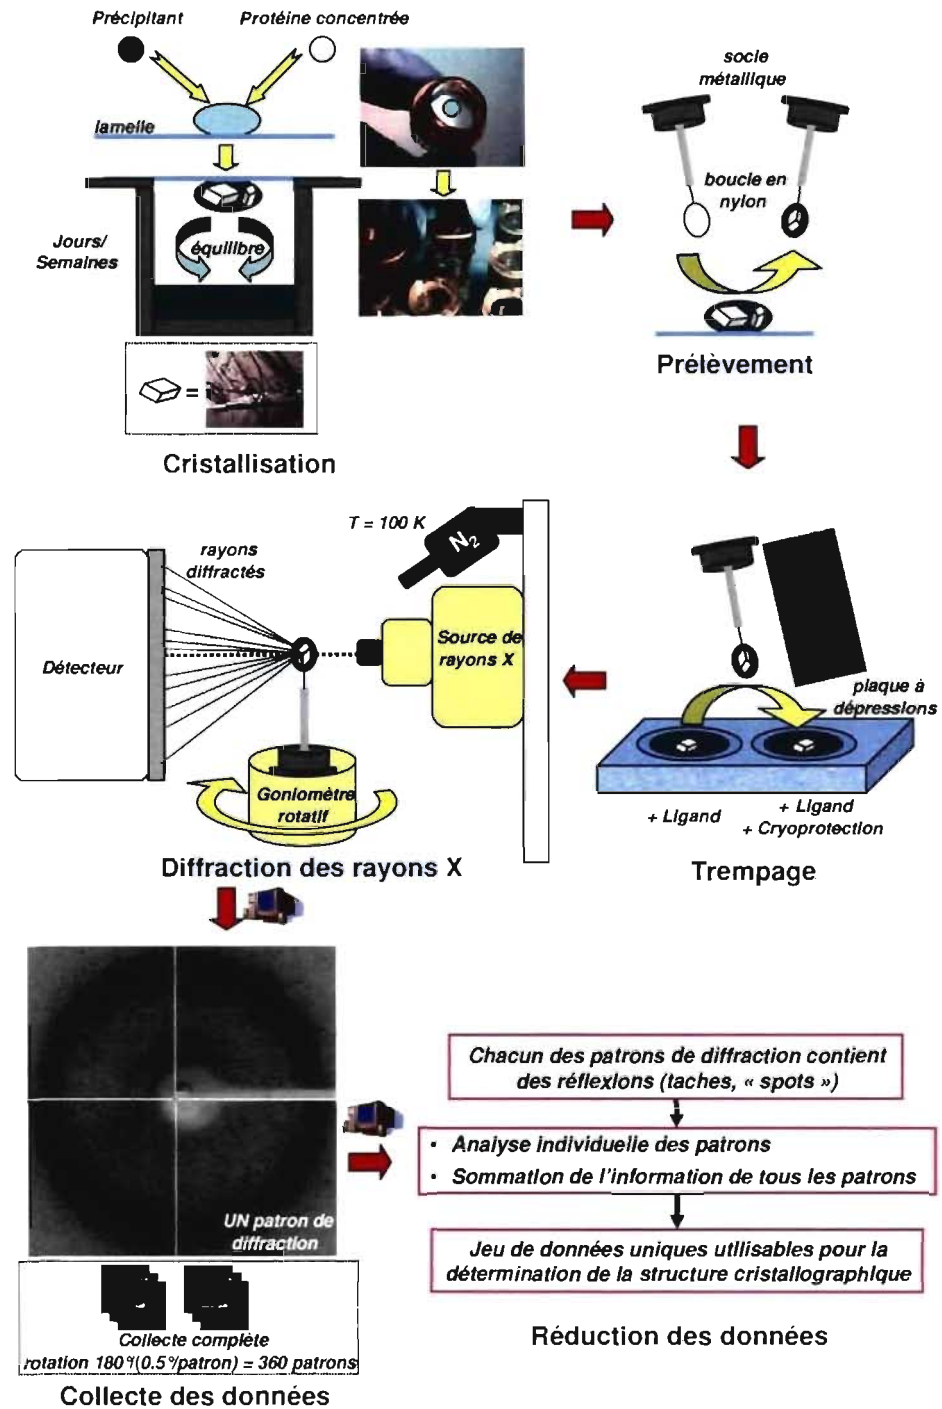 Précipitant
Protéine concentrée
lamelle
Jours/
Semaines
équilibre
=
Cristallisation
socle
métallique
boucle en
nylon
Prélèvement
T = 100 K
N2
rayons
diffractés
Détecteur
Source de
rayons X
Goniomètre
rotatif
Diffraction des rayons X
plaque à
dépressions
+ Ligand
+ Ligand
+ Cryoprotection
Trempage
UN patron de
diffraction
Collecte complète
rotation 180°/(0.5°/patron) = 360 patrons
Collecte des données
Chacun des patrons de diffraction contient
des réflexions (taches, « spots »)
• Analyse individuelle des patrons
• Sommation de l'information de tous les patrons
Jeu de données uniques utilisables pour la
détermination de la structure cristallographique
Réduction des données